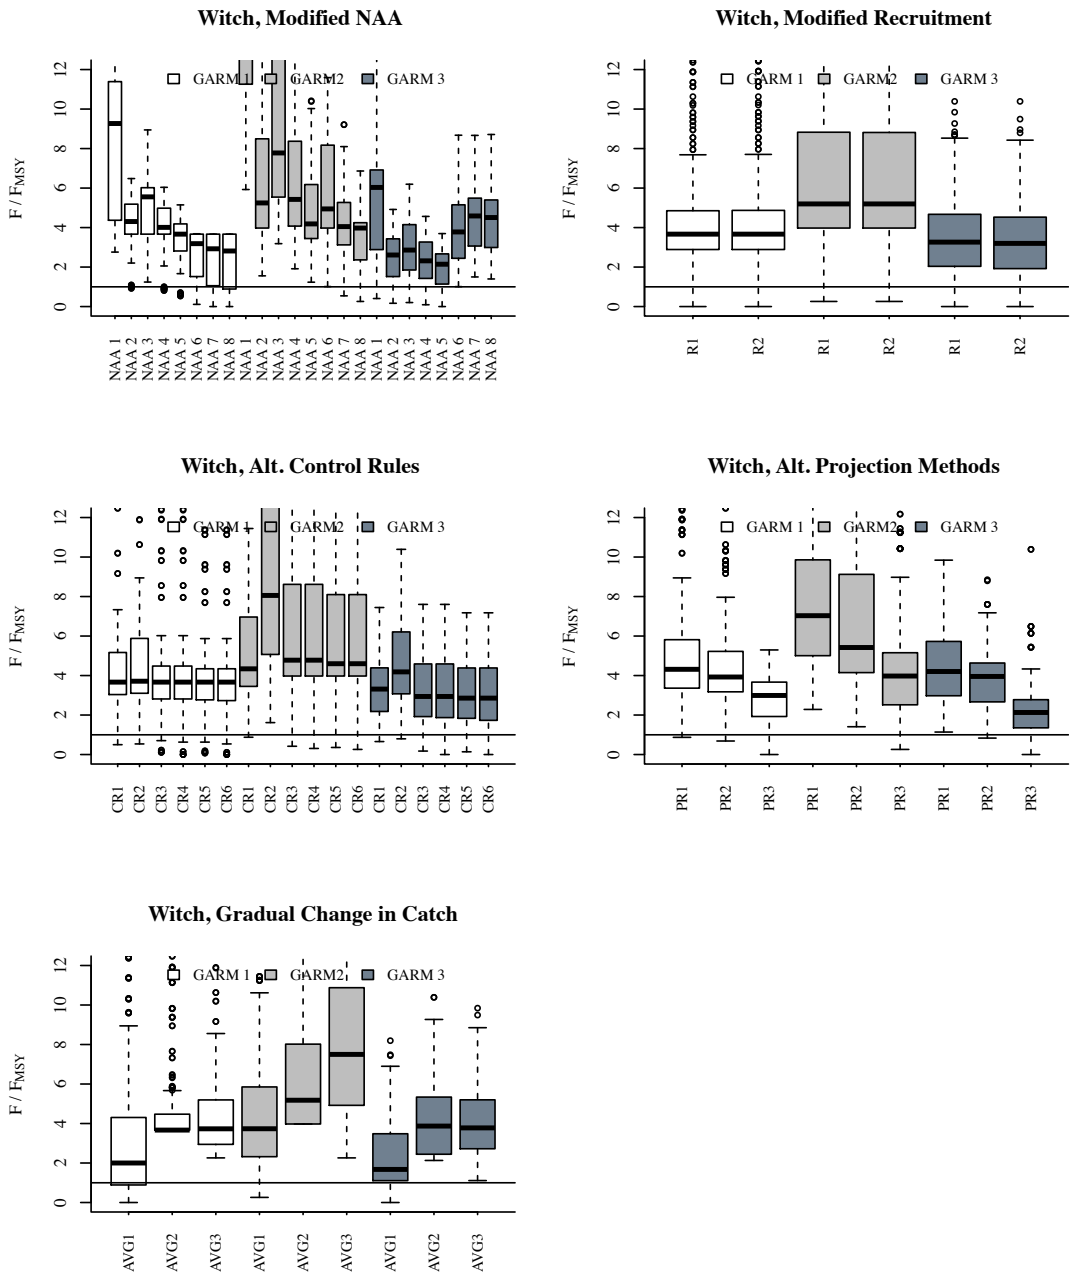 Witch, Modified NAA
GARM 1 GARM2 GARM 3
12
10
8
6
4
2
0
F / FMSY
NAA 1 NAA 2 NAA 3 NAA 4 NAA 5 NAA 6 NAA 7 NAA 8 NAA 1 NAA 2 NAA 3 NAA 4 NAA 5 NAA 6 NAA 7 NAA 8 NAA 1 NAA 2 NAA 3 NAA 4 NAA 5 NAA 6 NAA 7 NAA 8
Witch, Modified Recruitment
GARM 1 GARM2 GARM 3
12
10
8
6
4
2
0
F / FMSY
R1 R2 R1 R2 R1 R2
Witch, Alt. Control Rules
GARM 1 GARM2 GARM 3
12
10
8
6
4
2
0
F / FMSY
CR1 CR2 CR3 CR4 CR5 CR6 CR1 CR2 CR3 CR4 CR5 CR6 CR1 CR2 CR3 CR4 CR5 CR6
Witch, Alt. Projection Methods
GARM 1 GARM2 GARM 3
12
10
8
6
4
2
0
F / FMSY
PR1 PR2 PR3 PR1 PR2 PR3 PR1 PR2 PR3
Witch, Gradual Change in Catch
GARM 1 GARM2 GARM 3
12
10
8
6
4
2
0
F / FMSY
AVG1 AVG2 AVG3 AVG1 AVG2 AVG3 AVG1 AVG2 AVG3